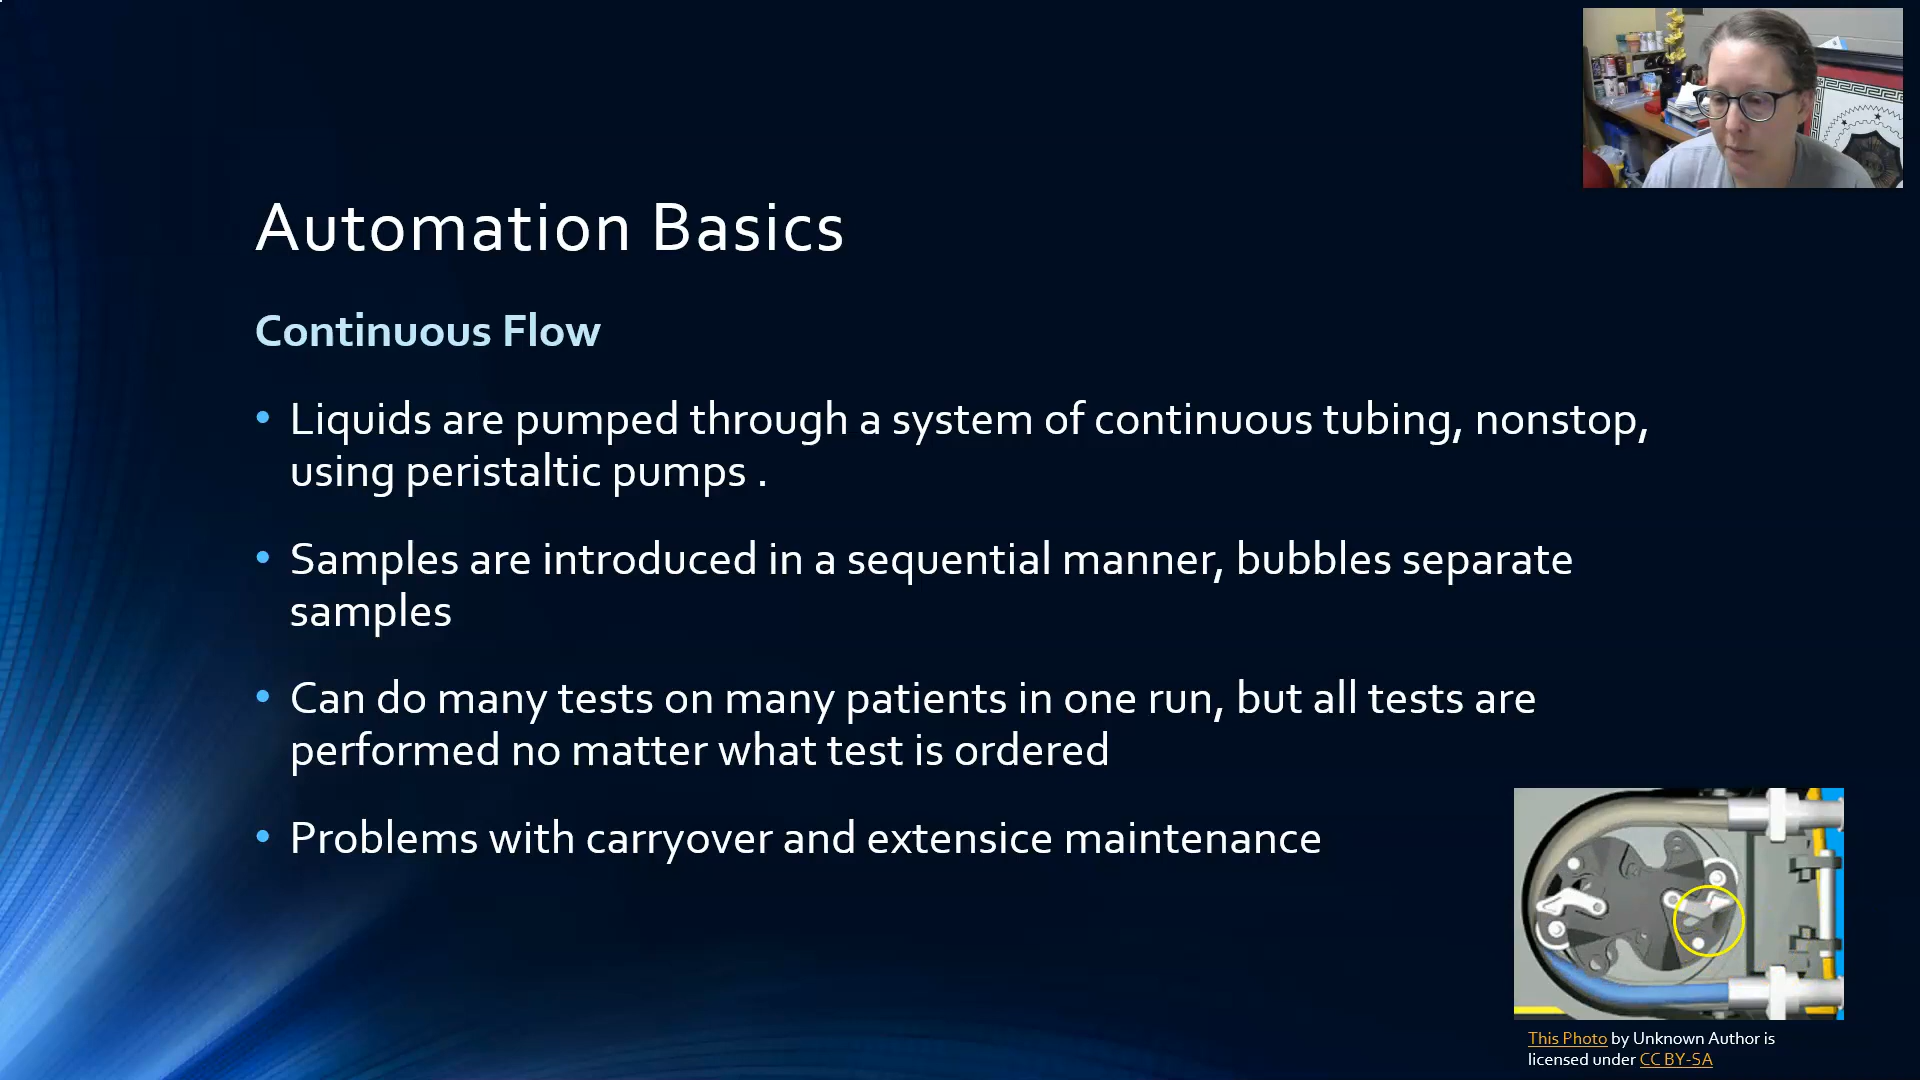 Automation Basics
Continuous Flow
• Liquids are pumped through a system of continuous tubing, nonstop,
using peristaltic pumps .
• Samples are introduced in a sequential manner, bubbles separate
samples
• Can do many tests on many patients in one run, but all tests are
performed no matter what test is ordered
• Problems with carryover and extensice maintenance
This Photo by Unknown Author is
licensed under CC BY-SA